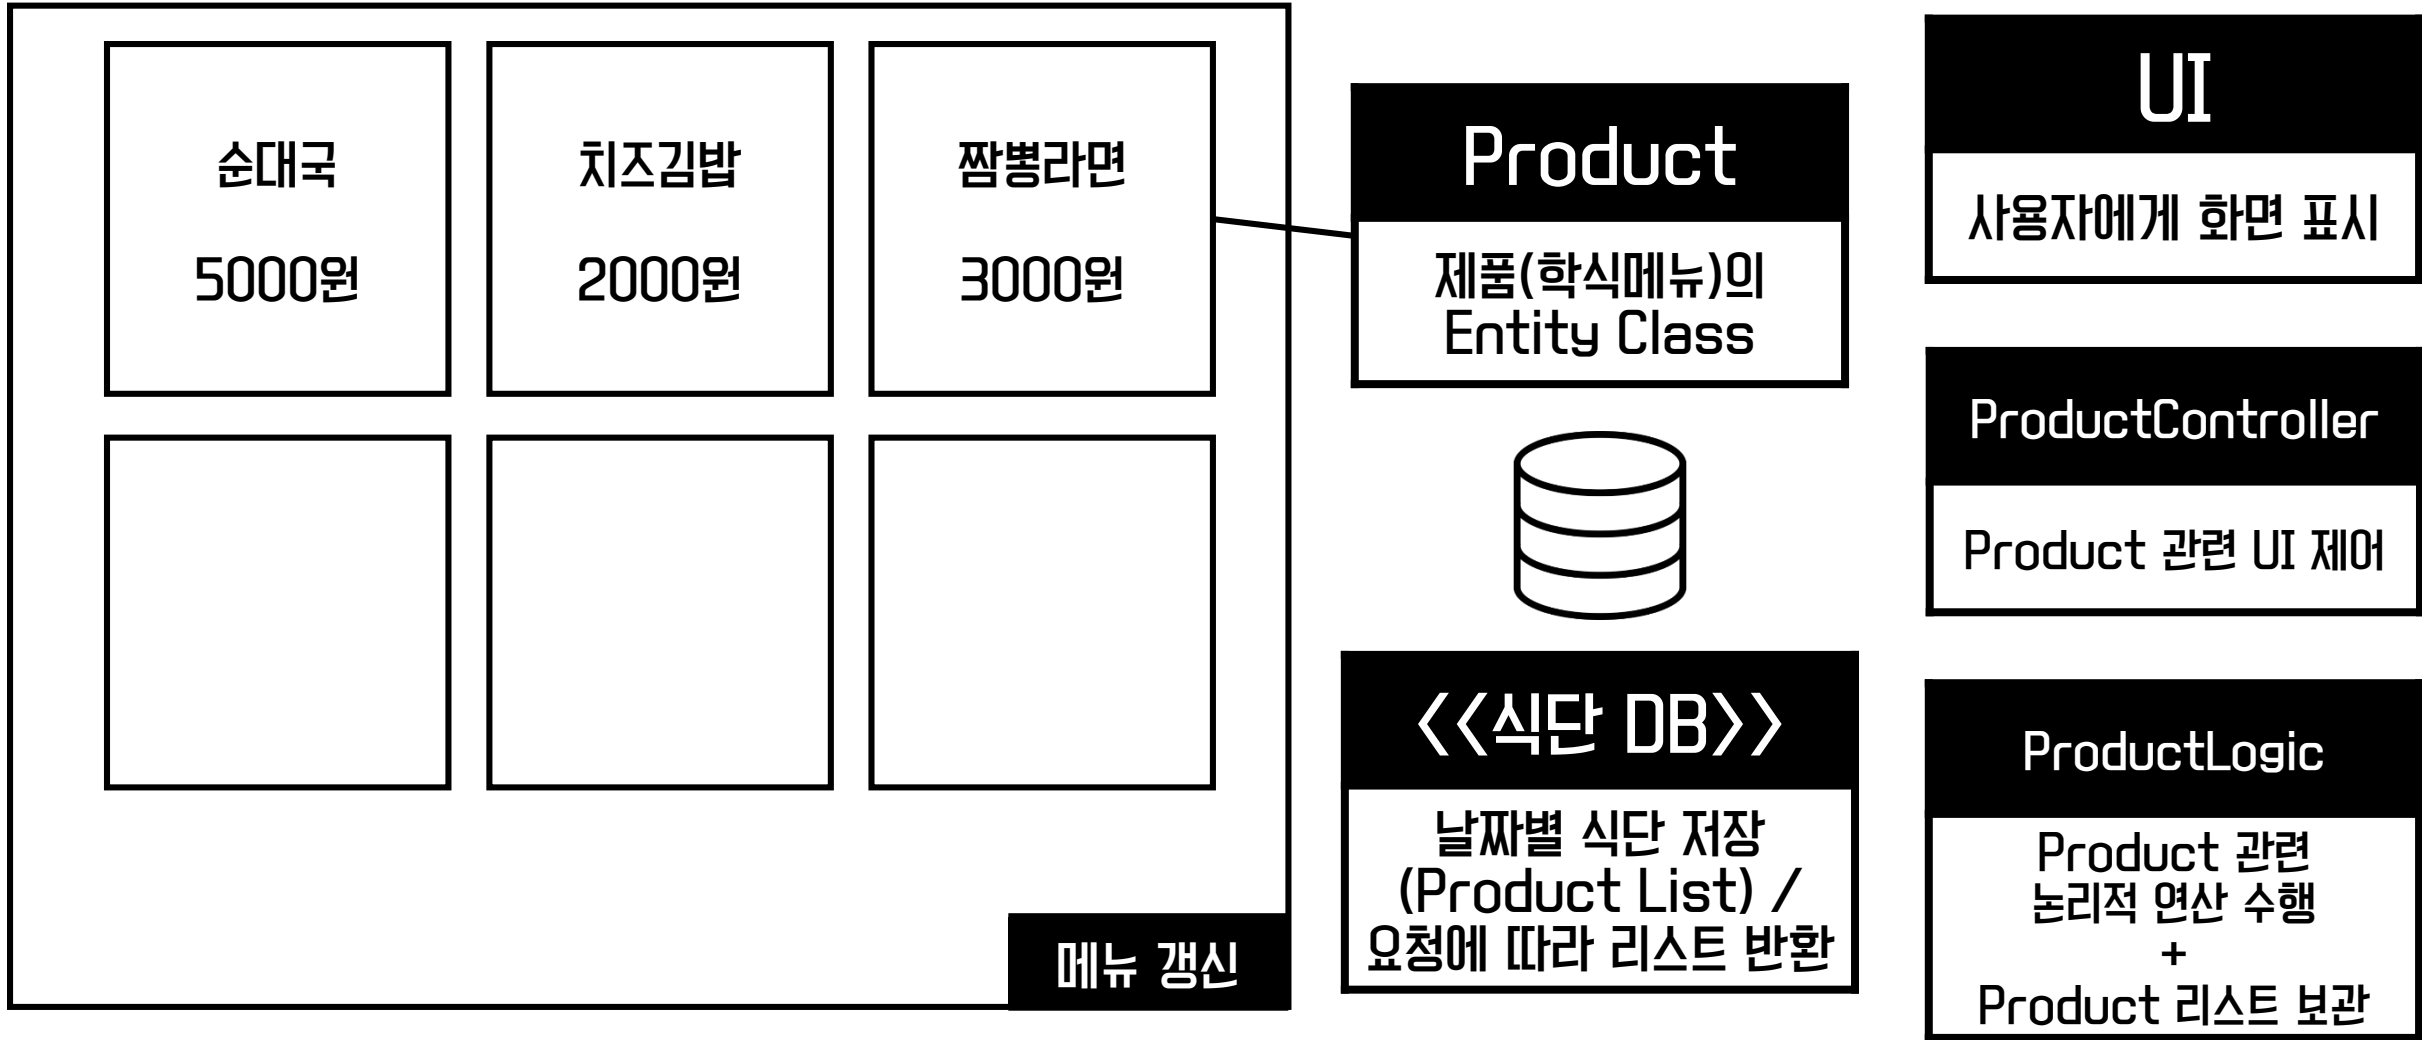 순대국
5000원
치즈김밥
2000원
짬뽕라면
3000원
메뉴 갱신
Product
제품(학식메뉴)의
Entity Class
<<식단 DB>>
날짜별 식단 저장
(Product List) /
요청에 따라 리스트 반환
UI
사용자에게 화면 표시
ProductController
Product 관련 UI 제어
ProductLogic
Product 관련
논리적 연산 수행
+
Product 리스트 보관